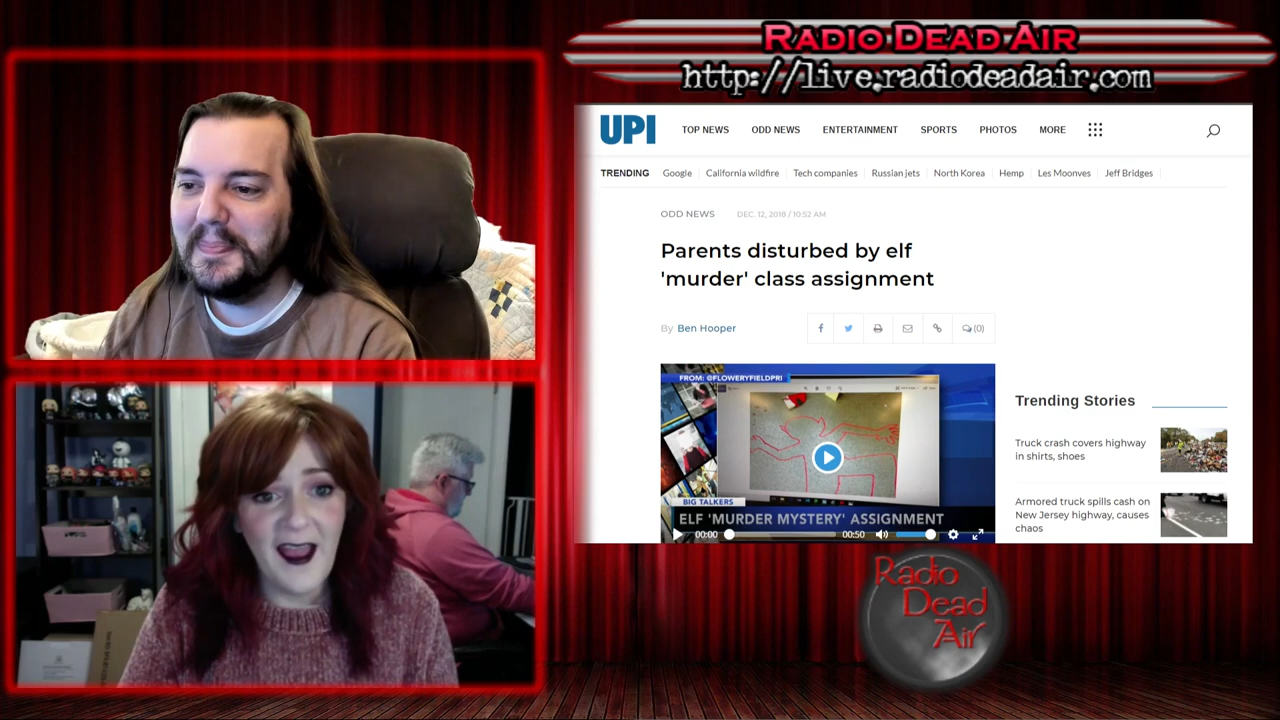 RADIO DEAD AIR
http://live.radiodeadair.com
UPI
TOP NEWS ODD NEWS ENTERTAINMENT SPORTS PHOTOS MORE
TRENDING Google California wildfire Tech companies Russian jets North Korea Hemp Les Moonves Jeff Bridges
ODD NEWS DEC. 12, 2018 / 10:52 AM
Parents disturbed by elf
'murder' class assignment
By Ben Hooper
(0)
FROM: @FLOWERYFIELDPRI
BIG TALKERS
ELF 'MURDER MYSTERY' ASSIGNMENT
00:00 00:50
Trending Stories
Truck crash covers highway
in shirts, shoes
Armored truck spills cash on
New Jersey highway, causes
chaos
Radio
Dead
Air